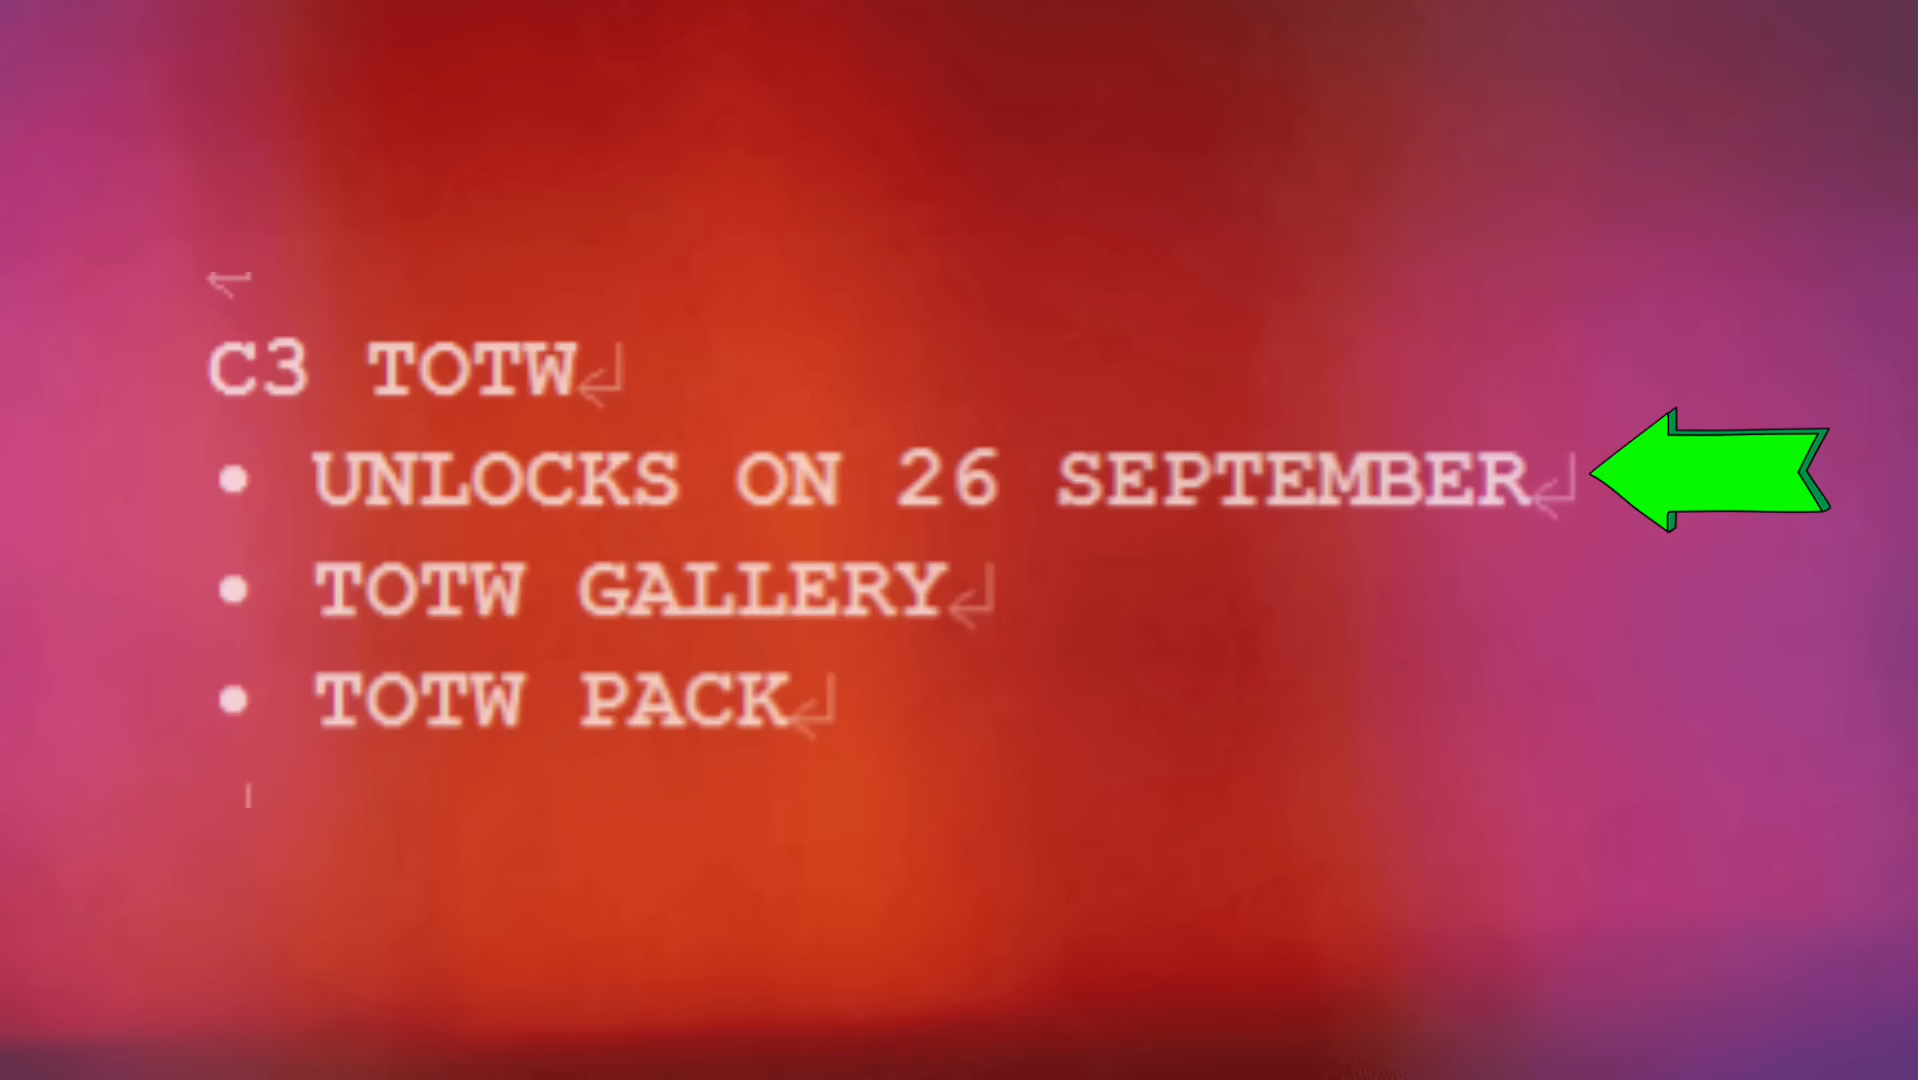 C3 TOTW
• UNLOCKS ON 26 SEPTEMBER
• TOTW GALLERY
• TOTW PACK